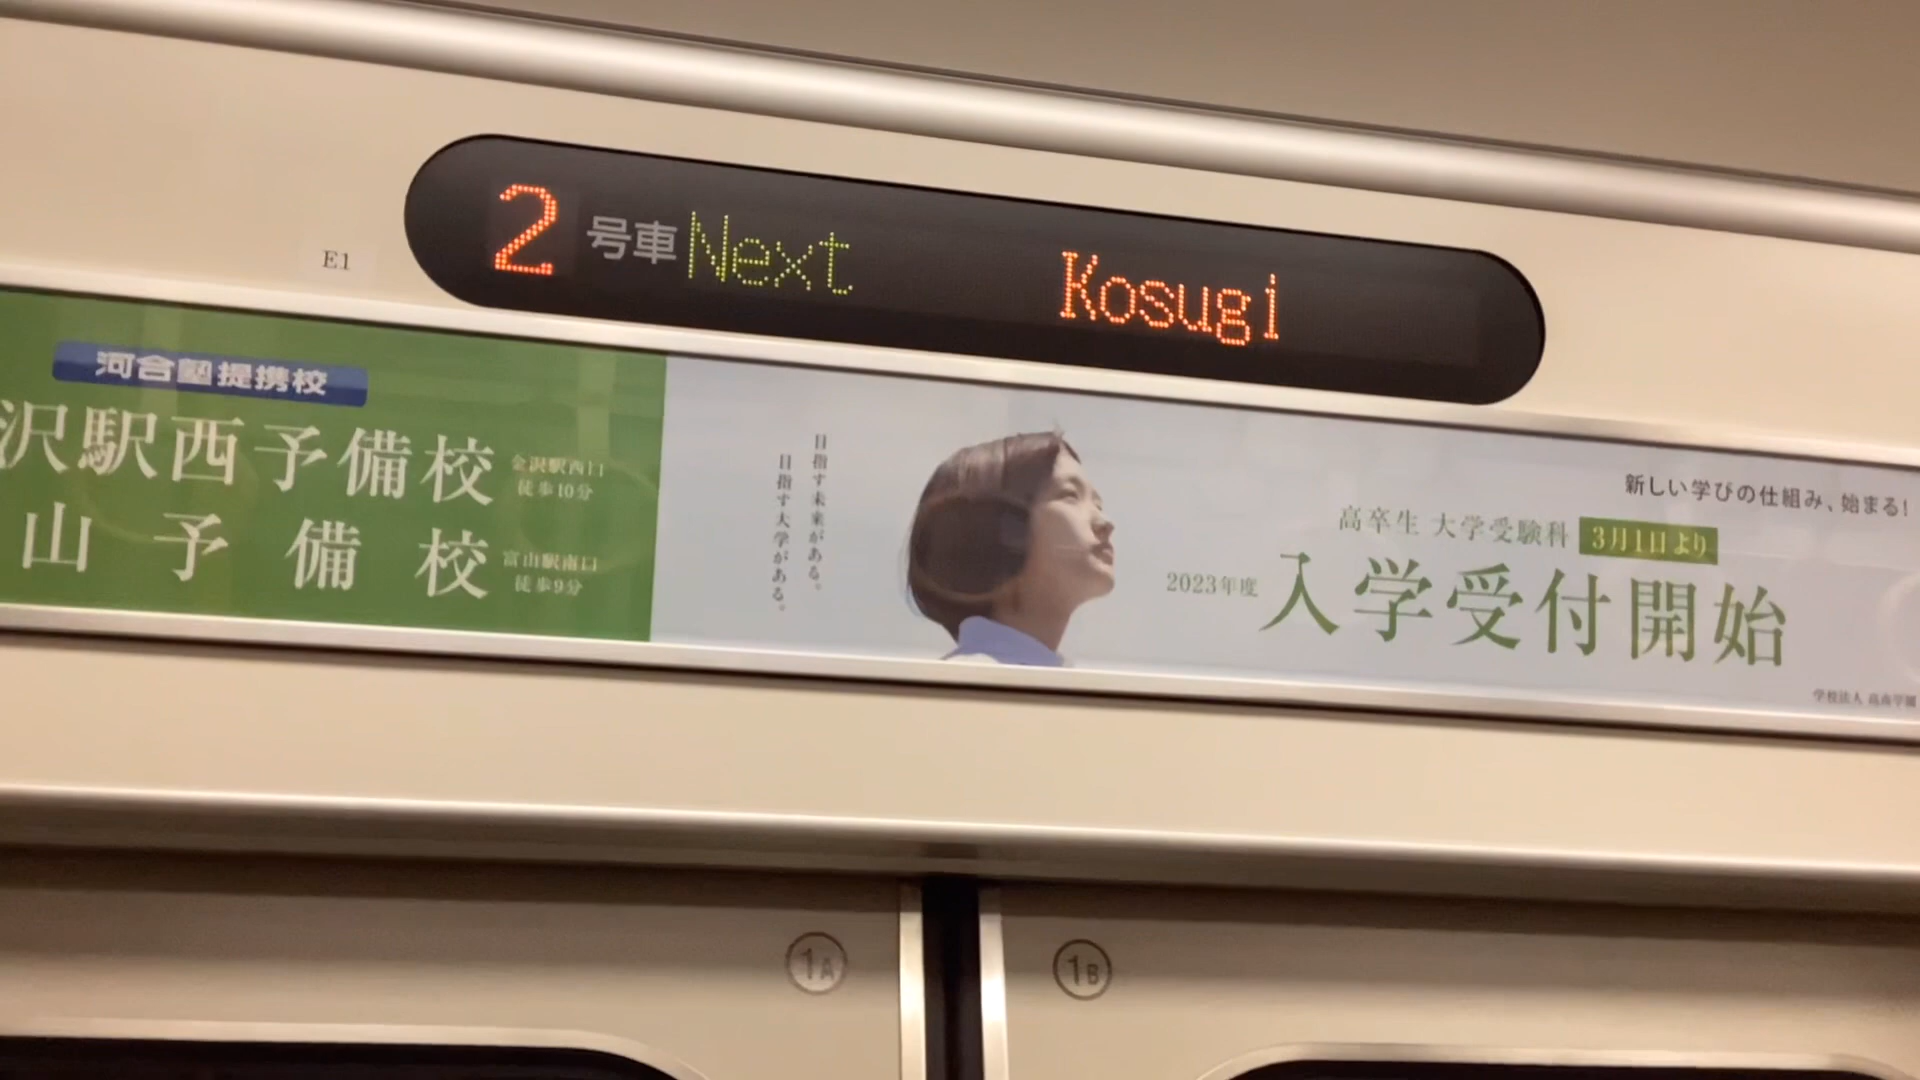 2 号車 Next Kosugi
E1
河合塾提携校
沢駅西予備校
金沢駅西口
徒歩10分
山予備校
富山駅南口
徒歩9分
目指す未来がある。
目指す大学がある。
新しい学びの仕組み、始まる!
高卒生 大学受験科 3月1日より
2023年度 入学受付開始
学校法人
1A
1B